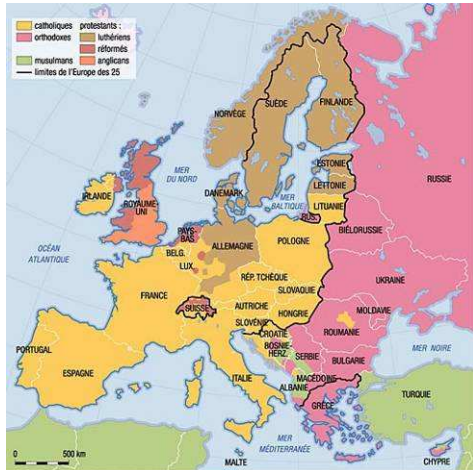 catholiques
orthodoxes
musulmans
limites de l'Europe des 25
protestants :
luthériens
réformés
anglicans
NORVÈGE
SUÈDE
FINLANDE
ESTONIE
LETTONIE
LITUANIE
RUS.
RUSSIE
MER
DU NORD
DANEMARK
MER
BALTIQUE
IRLANDE
ROYAUME-
UNI
PAYS-
BAS
BELG.
LUX.
ALLEMAGNE
POLOGNE
BIÉLORUSSIE
OCÉAN
ATLANTIQUE
RÉP. TCHÈQUE
UKRAINE
SLOVAQUIE
FRANCE
SUISSE
AUTRICHE
HONGRIE
MOLDAVIE
SLOVÉNIE
CROATIE
ROUMANIE
BOSNIE-
HERZ.
SERBIE
BULGARIE
MER NOIRE
PORTUGAL
ESPAGNE
ITALIE
MACÉDOINE
ALBANIE
GRÈCE
TURQUIE
MER
MÉDITERRANÉE
MALTE
CHYPRE
0
500 km